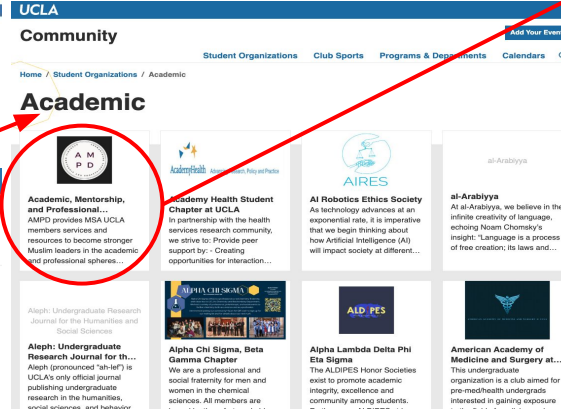 UCLA
Community
Add Your Event
Student Organizations Club Sports Programs & Departments Calendars
Home / Student Organizations / Academic
Academic
A M
P D
Academic, Mentorship,
and Professional...
AMPD provides MSA UCLA
members services and
resources to become stronger
Muslim leaders in the academic
and professional spheres...
AcademyHealth
Academy Health Student
Chapter at UCLA
In partnership with the health
services research community,
we strive to: Provide peer
support by: - Creating
opportunities for interaction...
AIRES
AI Robotics Ethics Society
As technology advances at an
exponential rate, it is imperative
that we begin thinking about
how Artificial Intelligence (AI)
will impact society at different...
al-Arabiyya
al-Arabiyya
At al-Arabiyya, we believe in the
infinite creativity of language,
echoing Noam Chomsky's
insight: "Language is a process
of free creation; its laws and...
Aleph: Undergraduate Research
Journal for the Humanities and
Social Sciences
Aleph: Undergraduate
Research Journal for th...
Aleph (pronounced "ah-lef") is
UCLA's only official journal
publishing undergraduate
research in the humanities,
social sciences, and behavior
ALPHA CHI SIGMA
Alpha Chi Sigma, Beta
Gamma Chapter
We are a professional and
social fraternity for men and
women in the chemical
sciences. All members are
ALD PES
Alpha Lambda Delta Phi
Eta Sigma
The ALDIPES Honor Societies
exist to promote academic
integrity, excellence and
community among students.
American Academy of
Medicine and Surgery at...
This undergraduate
organization is a club aimed for
pre-med/health undergrads
interested in gaining exposure